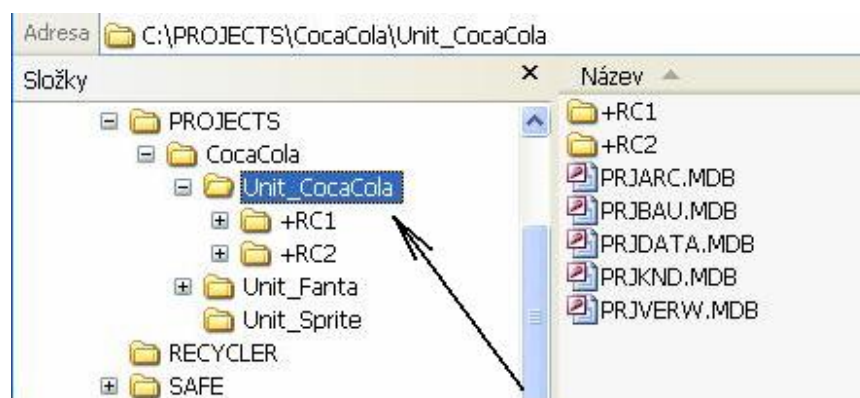 Adresa C:\PROJECTS\CocaCola\Unit_CocaCola
Složky
PROJECTS
CocaCola
Unit_CocaCola
+RC1
+RC2
Unit_Fanta
Unit_Sprite
RECYCLER
SAFE
Název
+RC1
+RC2
PRJARC.MDB
PRJBAU.MDB
PRJDATA.MDB
PRJKND.MDB
PRJVERW.MDB